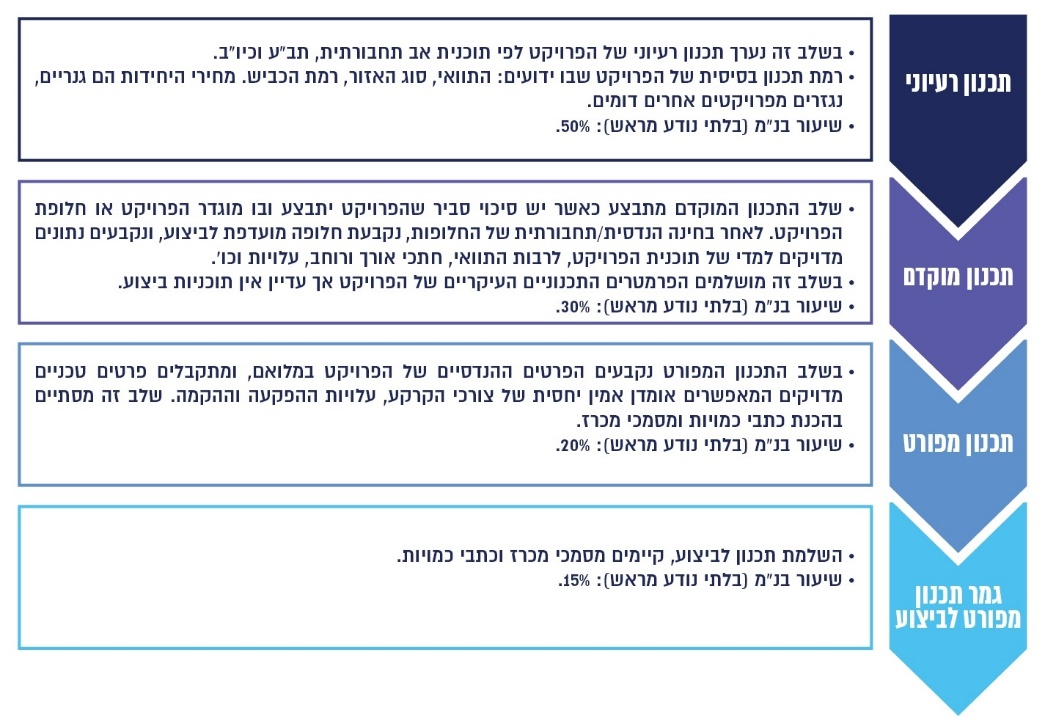 תכנון רעיוני
• בשלב זה נערך תכנון רעיוני של הפרויקט לפי תוכנית אב תחבורתית, תב"ע וכיו"ב.
• רמת תכנון בסיסית של הפרויקט שבו ידועים: התוואי, סוג האזור, רמת הכביש. מחירי היחידות הם גנריים,
נגזרים מפרויקטים אחרים דומים.
• שיעור בנ"מ (בלתי נודע מראש): 50%.
תכנון מוקדם
• שלב התכנון המוקדם מתבצע כאשר יש סיכוי סביר שהפרויקט יתבצע ובו מוגדר הפרויקט או חלופת
הפרויקט. לאחר בחינה הנדסית/תחבורתית של החלופות, נקבעת חלופה מועדפת לביצוע, ונקבעים נתונים
מדויקים למדי של תוכנית הפרויקט, לרבות התוואי, חתכי אורך ורוחב, עלויות וכו'.
• בשלב זה מושלמים הפרמטרים התכנוניים העיקריים של הפרויקט אך עדיין אין תוכניות ביצוע.
• שיעור בנ"מ (בלתי נודע מראש): 30%.
תכנון מפורט
• בשלב התכנון המפורט נקבעים הפרטים ההנדסיים של הפרויקט במלואם, ומתקבלים פרטים טכניים
מדויקים המאפשרים אומדן אמין יחסית של צורכי הקרקע, עלויות ההפקעה וההקמה. שלב זה מסתיים
בהכנת כתבי כמויות ומסמכי מכרז.
• שיעור בנ"מ (בלתי נודע מראש): 20%.
גמר תכנון
מפורט לביצוע
• השלמת תכנון לביצוע, קיימים מסמכי מכרז וכתבי כמויות.
• שיעור בנ"מ (בלתי נודע מראש): 15%.